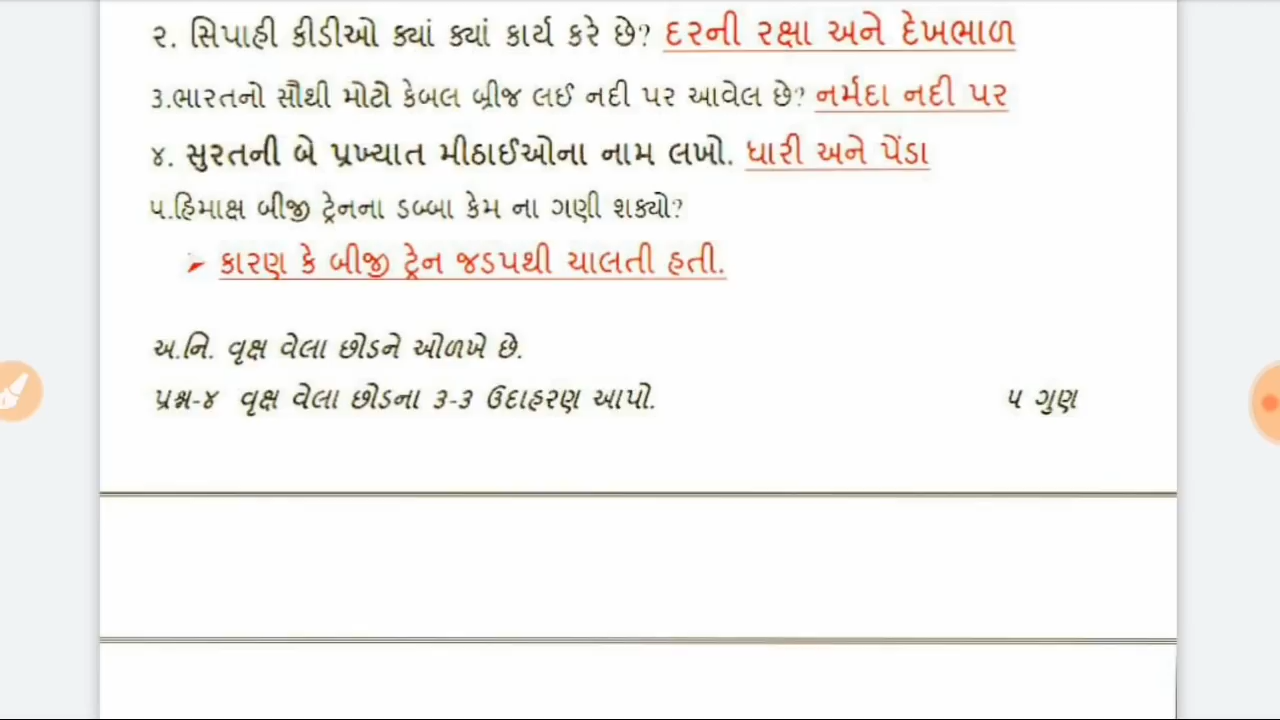 ૨. સિપાહી કીડીઓ ક્યાં ક્યાં કાર્ય કરે છે? દરની રક્ષા અને દેખભાળ
૩.ભારતનો સૌથી મોટો કેબલ બ્રીજ લઈ નદી પર આવેલ છે? નર્મદા નદી પર
૪. સુરતની બે પ્રખ્યાત મીઠાઈઓના નામ લખો. ધારી અને પેંડા
૫.હિમાક્ષ બીજી ટ્રેનના ડબ્બા કેમ ના ગણી શક્યો?
➢ કારણ કે બીજી ટ્રેન જડપથી ચાલતી હતી.
અ.નિ. વૃક્ષ વેલા છોડને ઓળખે છે.
પ્રશ્ન-૪ વૃક્ષ વેલા છોડના ૩-૩ ઉદાહરણ આપો. ૫ ગુણ